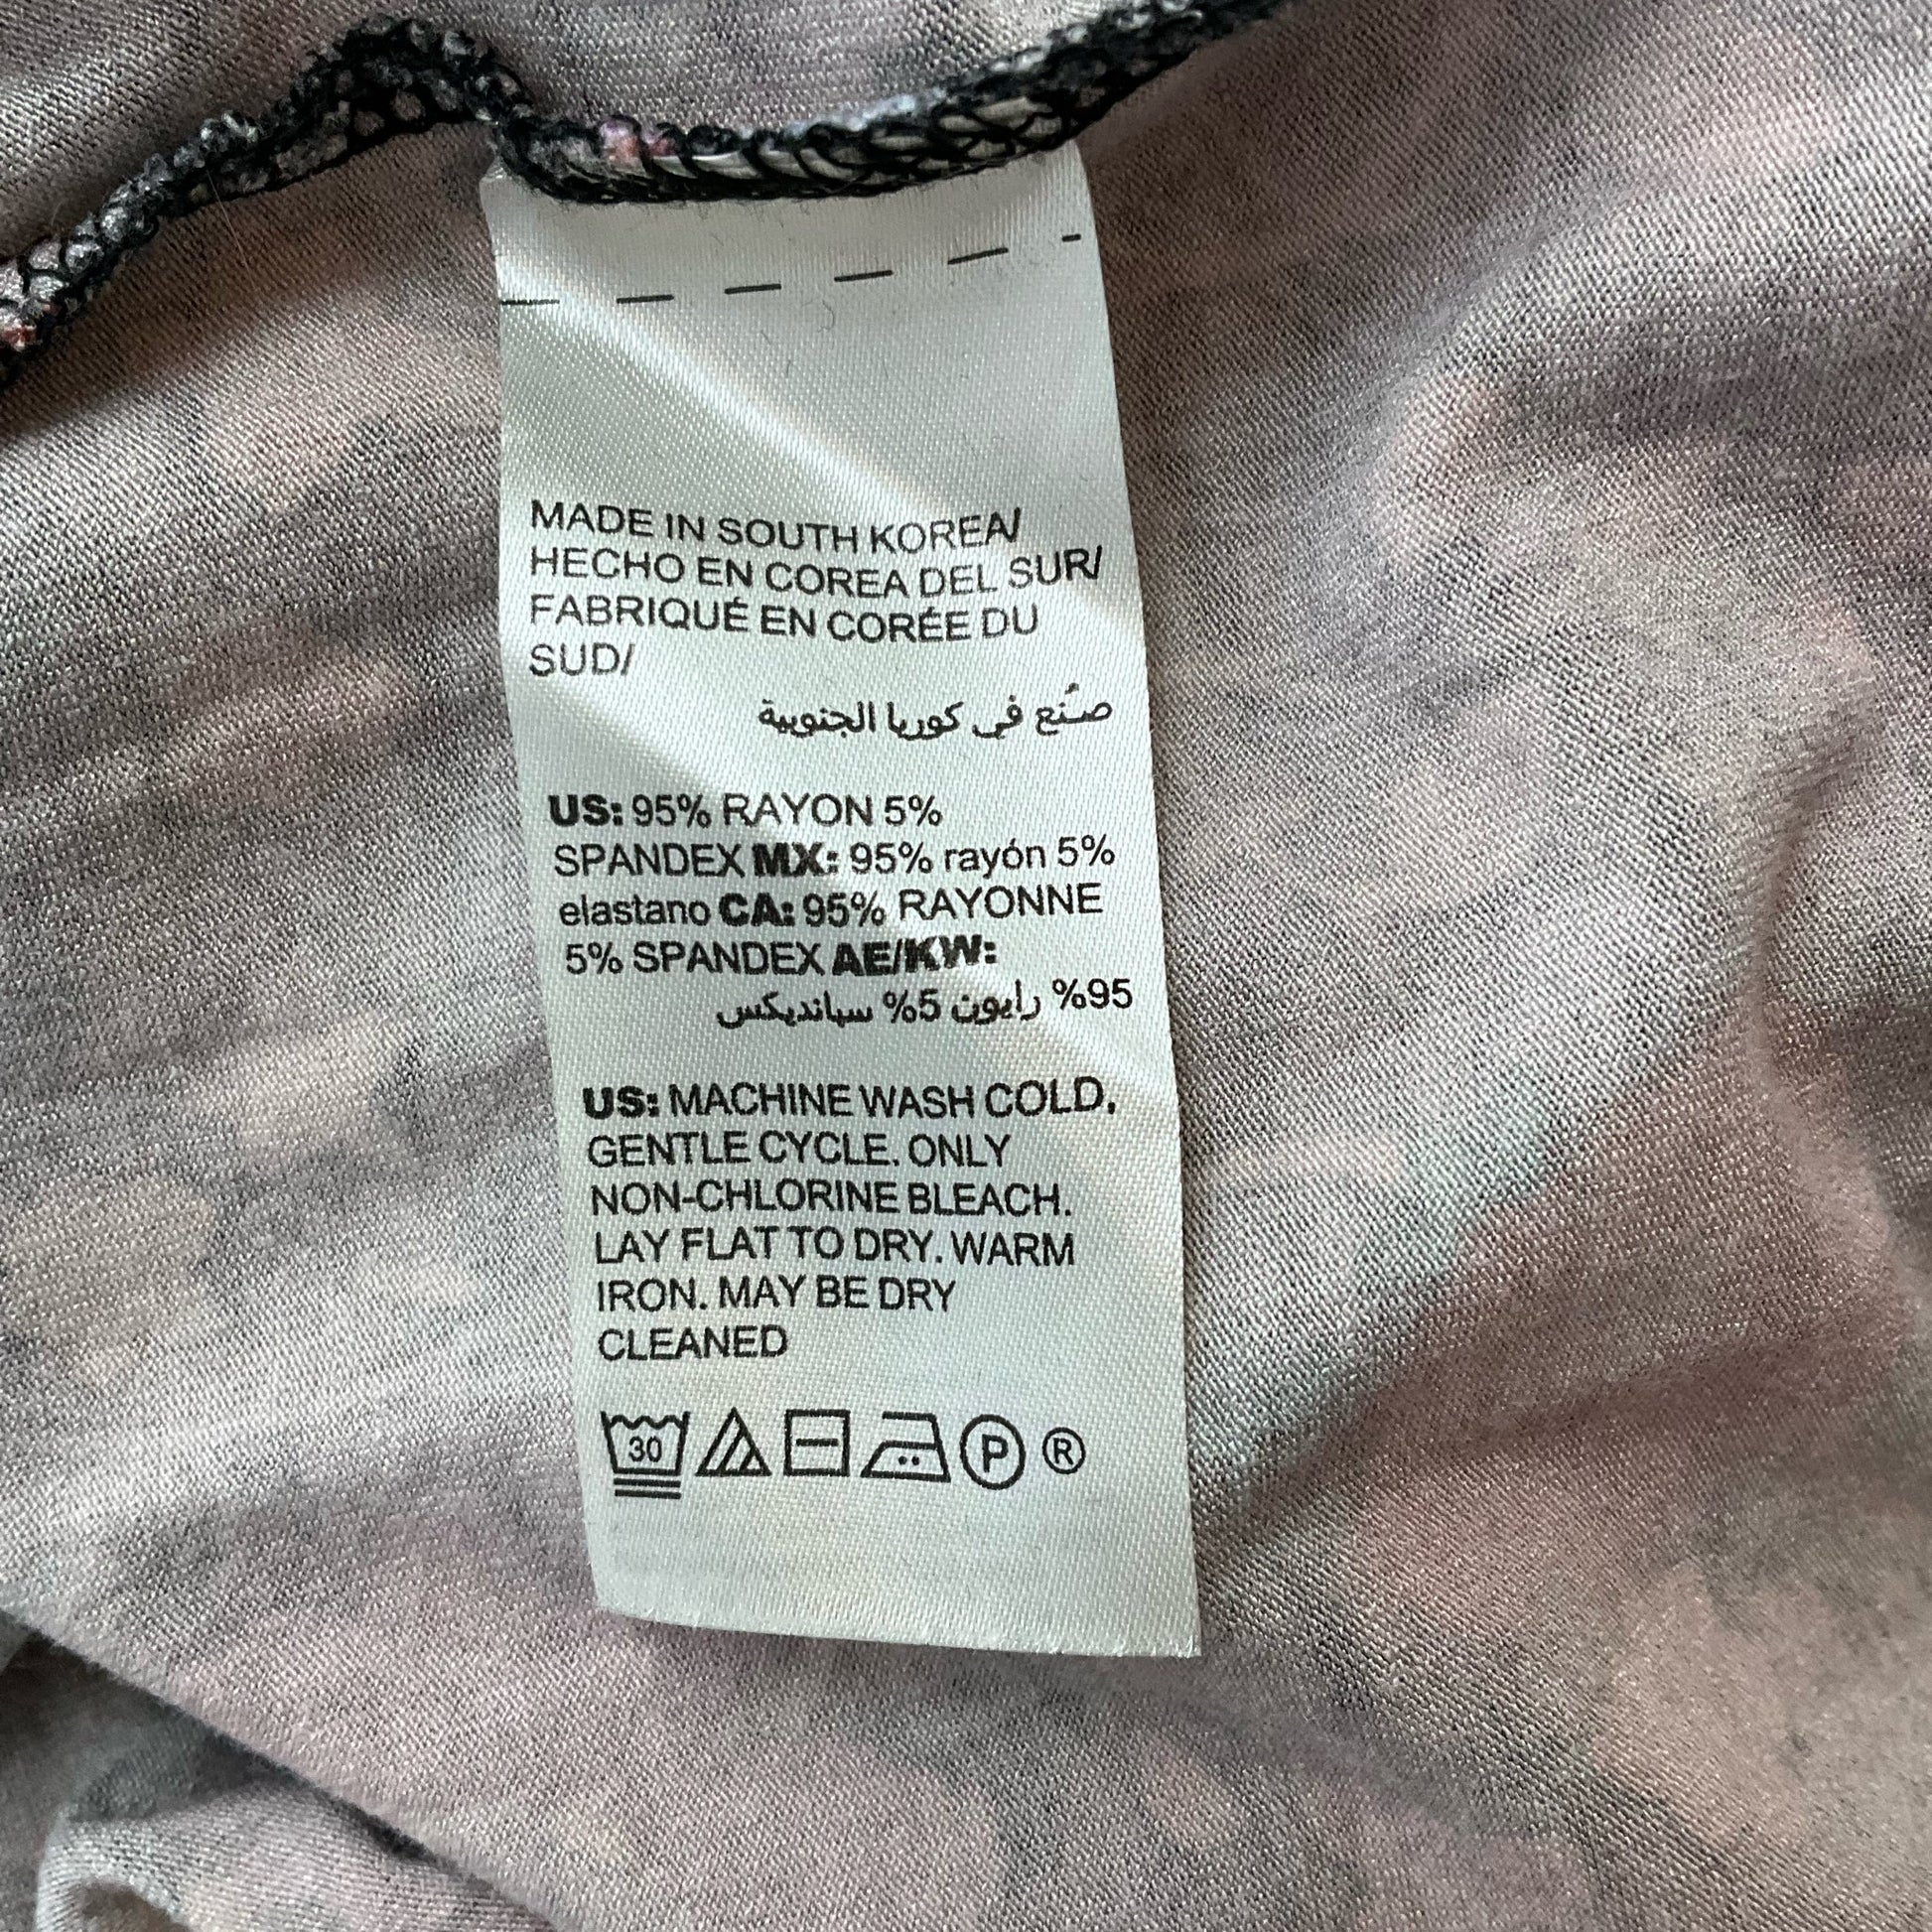 MADE IN SOUTH KOREA/
HECHO EN COREA DEL SUR/
FABRIQUÉ EN CORÉE DU
SUD/
صُنع في كوريا الجنوبية
US: 95% RAYON 5%
SPANDEX MX: 95% rayón 5%
elastano CA: 95% RAYONNE
5% SPANDEX AE/KW:
95% رايون 5% سبانديكس
US: MACHINE WASH COLD,
GENTLE CYCLE. ONLY
NON-CHLORINE BLEACH.
LAY FLAT TO DRY. WARM
IRON. MAY BE DRY
CLEANED
30 P ®